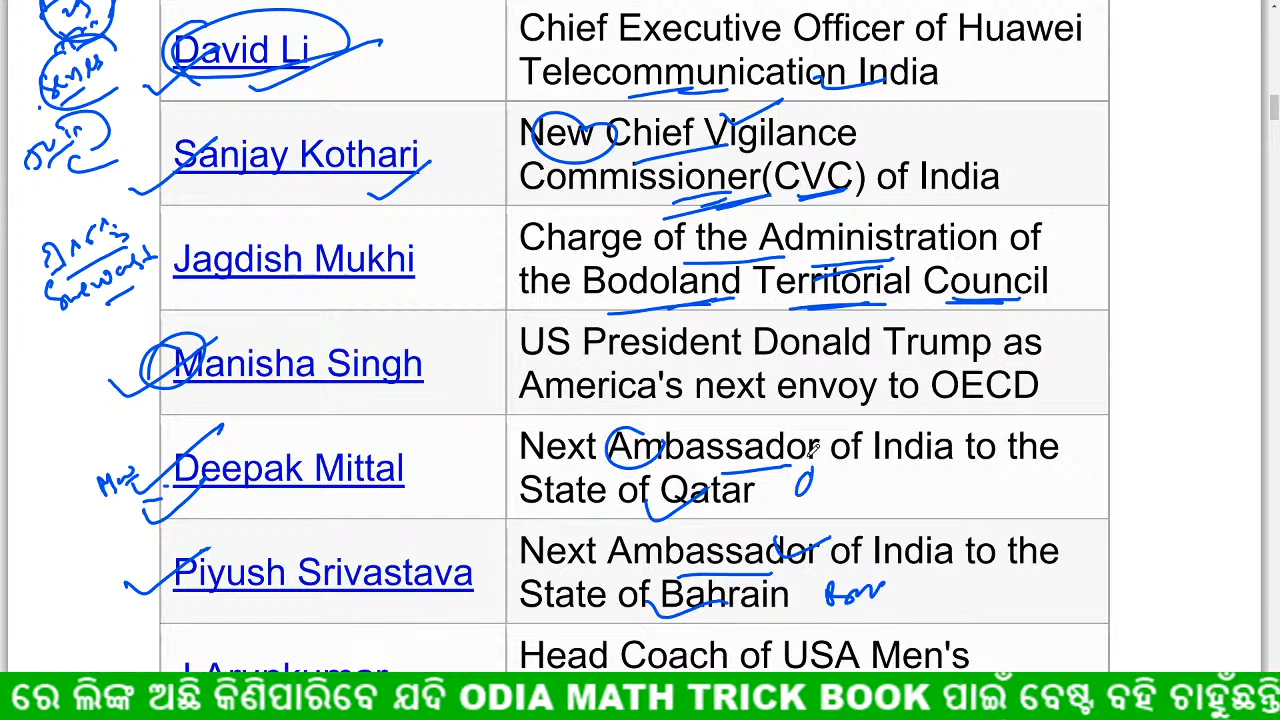 David Li
Chief Executive Officer of Huawei
Telecommunication India
Sanjay Kothari
New Chief Vigilance
Commissioner(CVC) of India
Jagdish Mukhi
Charge of the Administration of
the Bodoland Territorial Council
Manisha Singh
US President Donald Trump as
America's next envoy to OECD
Deepak Mittal
Next Ambassador of India to the
State of Qatar
Piyush Srivastava
Next Ambassador of India to the
State of Bahrain
J Arunkumar
Head Coach of USA Men's
ରେ ଲିଙ୍କ ଅଛି କିଣିପାରିବେ ଯଦି ODIA MATH TRICK BOOK ପାଇଁ ବେଷ୍ଟ ବହି ଚାହୁଁଛନ୍ତି